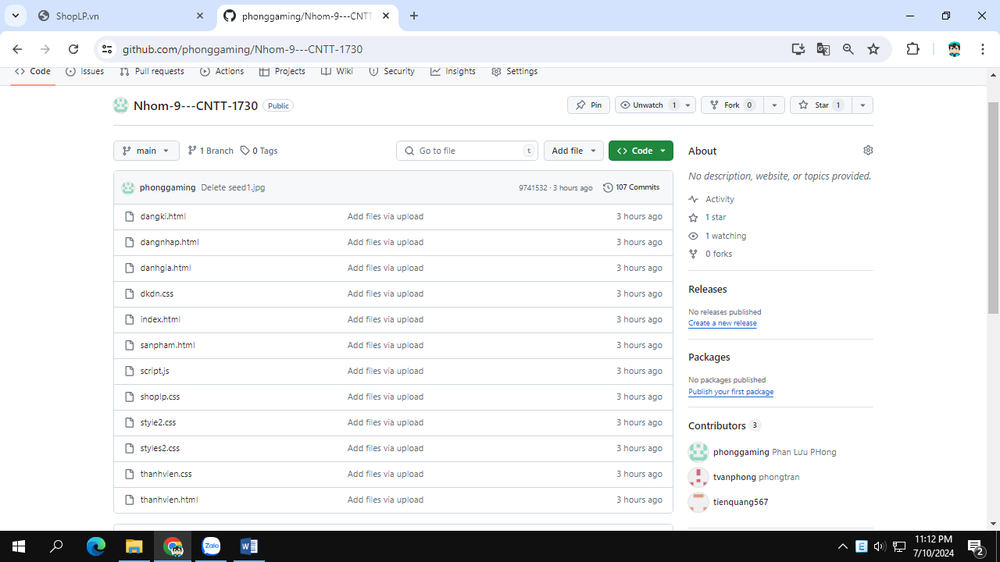 ShopLP.vn
phonggaming/Nhom-9---CNTT
github.com/phonggaming/Nhom-9---CNTT-1730
Code Issues Pull requests Actions Projects Wiki Security Insights Settings
Nhom-9---CNTT-1730 Public Pin Unwatch 1 Fork 0 Star 1
main 1 Branch 0 Tags Go to file t Add file Code
phonggaming Delete seed1.jpg 9741532 · 3 hours ago 107 Commits
dangki.html Add files via upload 3 hours ago
dangnhap.html Add files via upload 3 hours ago
danhgia.html Add files via upload 3 hours ago
dkdn.css Add files via upload 3 hours ago
index.html Add files via upload 3 hours ago
sanpham.html Add files via upload 3 hours ago
script.js Add files via upload 3 hours ago
shoplp.css Add files via upload 3 hours ago
style2.css Add files via upload 3 hours ago
styles2.css Add files via upload 3 hours ago
thanhvien.css Add files via upload 3 hours ago
thanhvien.html Add files via upload 3 hours ago
About
No description, website, or topics provided.
Activity
1 star
1 watching
0 forks
Releases
No releases published
Create a new release
Packages
No packages published
Publish your first package
Contributors 3
phonggaming Phan Lưu PHong
tvanphong phongtran
tienquang567
Zalo
11:12 PM
7/10/2024
2